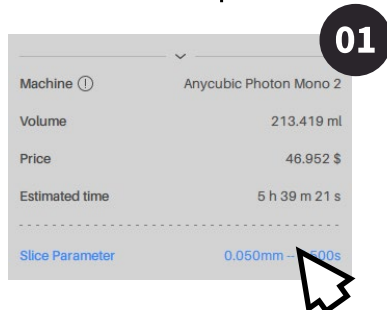 01
Machine ⓘ Anycubic Photon Mono 2
Volume 213.419 ml
Price 46.952 $
Estimated time 5 h 39 m 21 s
Slice Parameter 0.050mm -- 500s